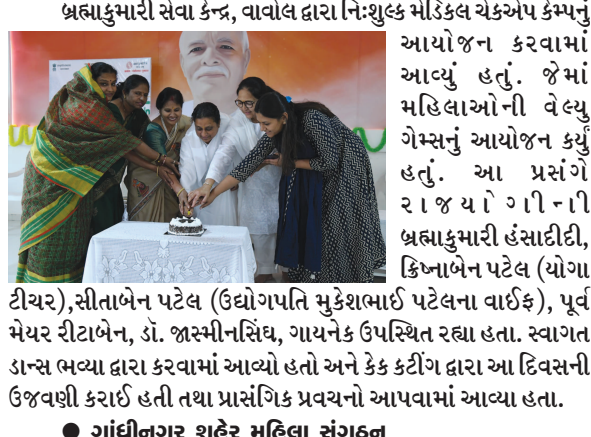 બ્રહ્માકુમારી સેવા કેન્દ્ર, વાવોલ દ્વારા નિઃશુલ્ક મેડિકલ ચેકઅપ કેમ્પનું
આયોજન કરવામાં
આવ્યું હતું. જેમાં
મહિલાઓની વેલ્યુ
ગેમ્સનું આયોજન કર્યું
હતું. આ પ્રસંગે
રાજયોગીની
બ્રહ્માકુમારી હંસાદીદી,
ક્રિષ્નાબેન પટેલ (યોગા
ટીચર),સીતાબેન પટેલ (ઉદ્યોગપતિ મુકેશભાઈ પટેલના વાઈફ), પૂર્વ
મેયર રીટાબેન, ડૉ. જાસ્મીનસિંઘ, ગાયનેક ઉપસ્થિત રહ્યા હતા. સ્વાગત
ડાન્સ ભવ્યા દ્વારા કરવામાં આવ્યો હતો અને કેક કટીંગ દ્વારા આ દિવસની
ઉજવણી કરાઈ હતી તથા પ્રાસંગિક પ્રવચનો આપવામાં આવ્યા હતા.
● ગાંધીનગર શહેર મહિલા સંગઠન